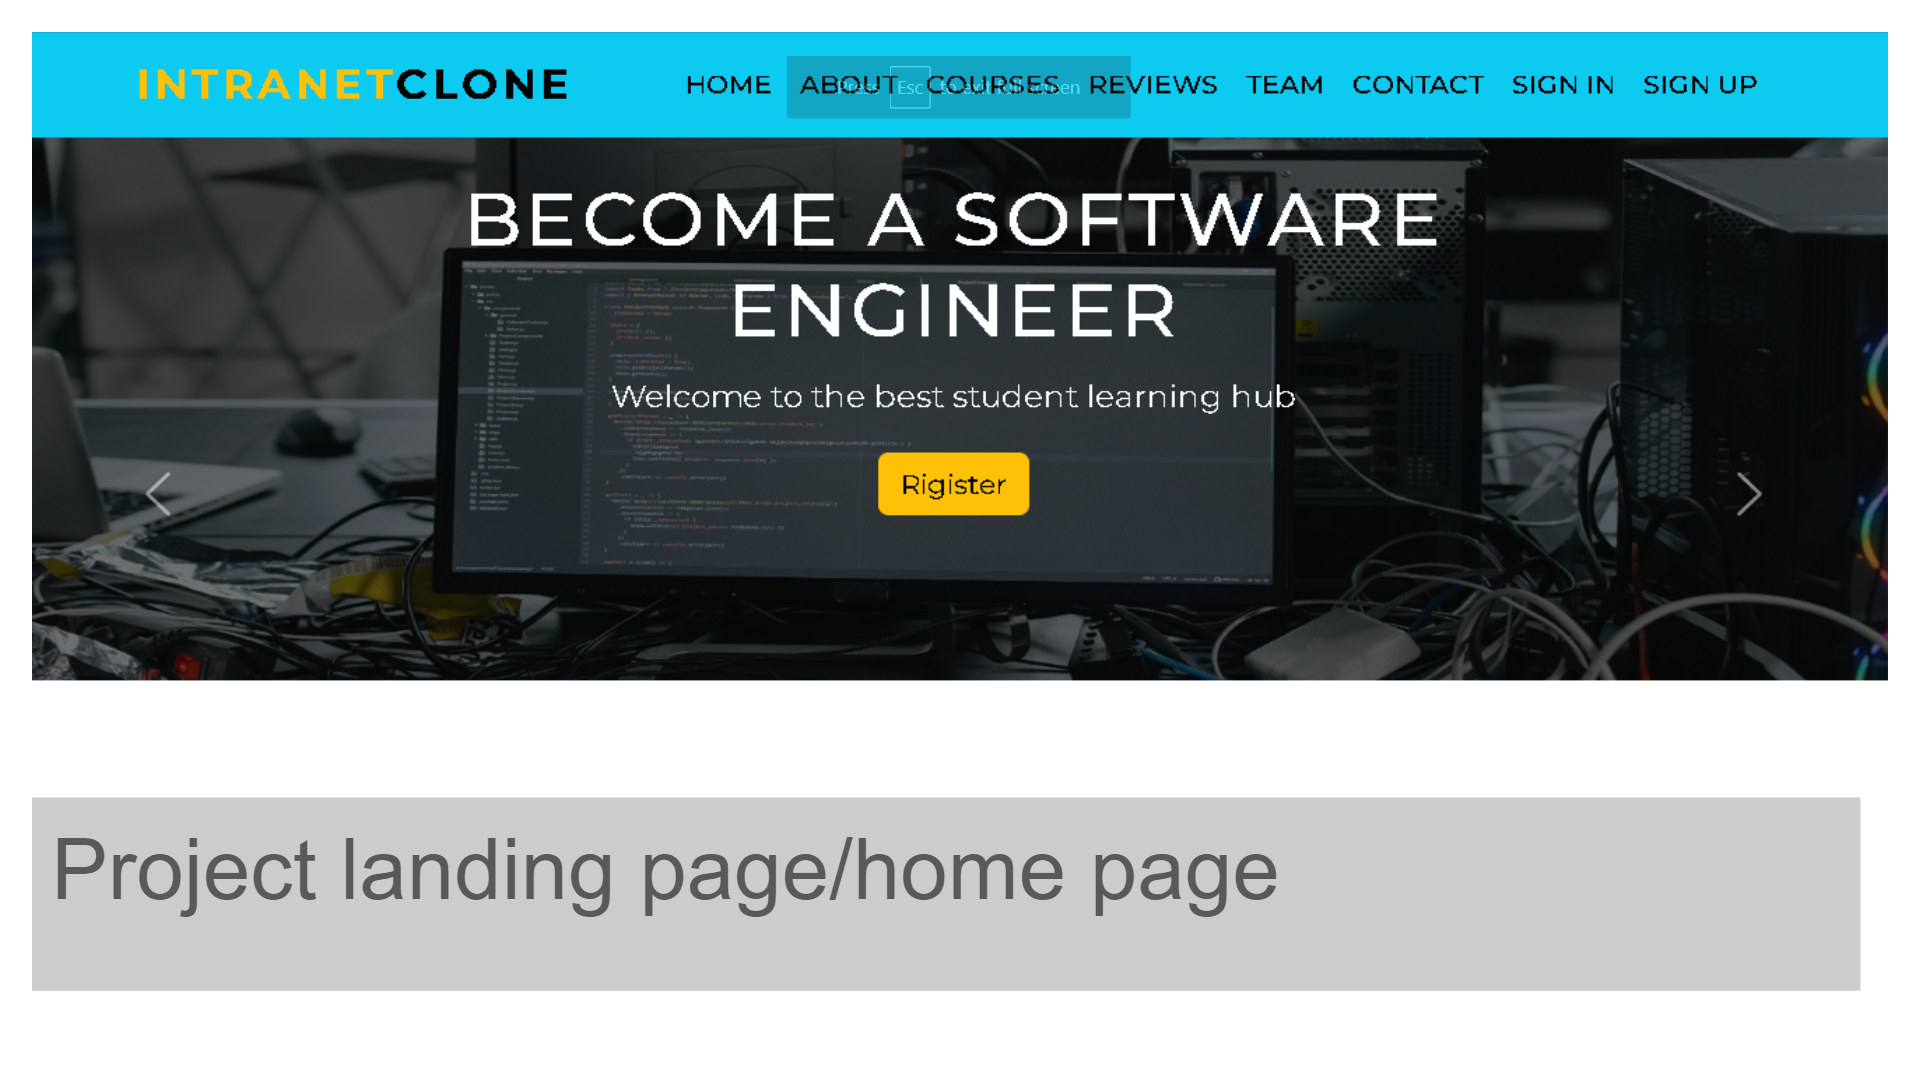 INTRANETCLONE
HOME ABOUT COURSES REVIEWS TEAM CONTACT SIGN IN SIGN UP
Press Esc to exit full screen
BECOME A SOFTWARE
ENGINEER
Welcome to the best student learning hub
Rigister
Project landing page/home page